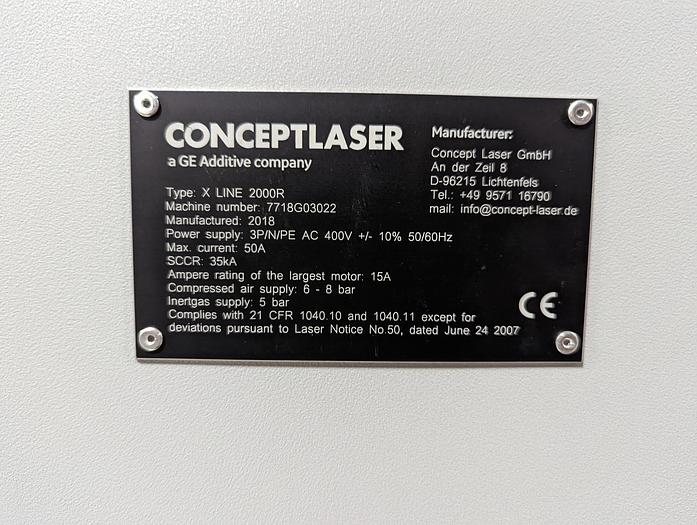 CONCEPTLASER
a GE Additive company
Type: X LINE 2000R
Machine number: 7718G03022
Manufactured: 2018
Power supply: 3P/N/PE AC 400V +/- 10% 50/60Hz
Max. current: 50A
SCCR: 35kA
Ampere rating of the largest motor: 15A
Compressed air supply: 6 - 8 bar
Inertgas supply: 5 bar
Complies with 21 CFR 1040.10 and 1040.11 except for
deviations pursuant to Laser Notice No.50, dated June 24 2007
Manufacturer:
Concept Laser GmbH
An der Zeil 8
D-96215 Lichtenfels
Tel.: +49 9571 16790
mail: info@concept-laser.de
CE